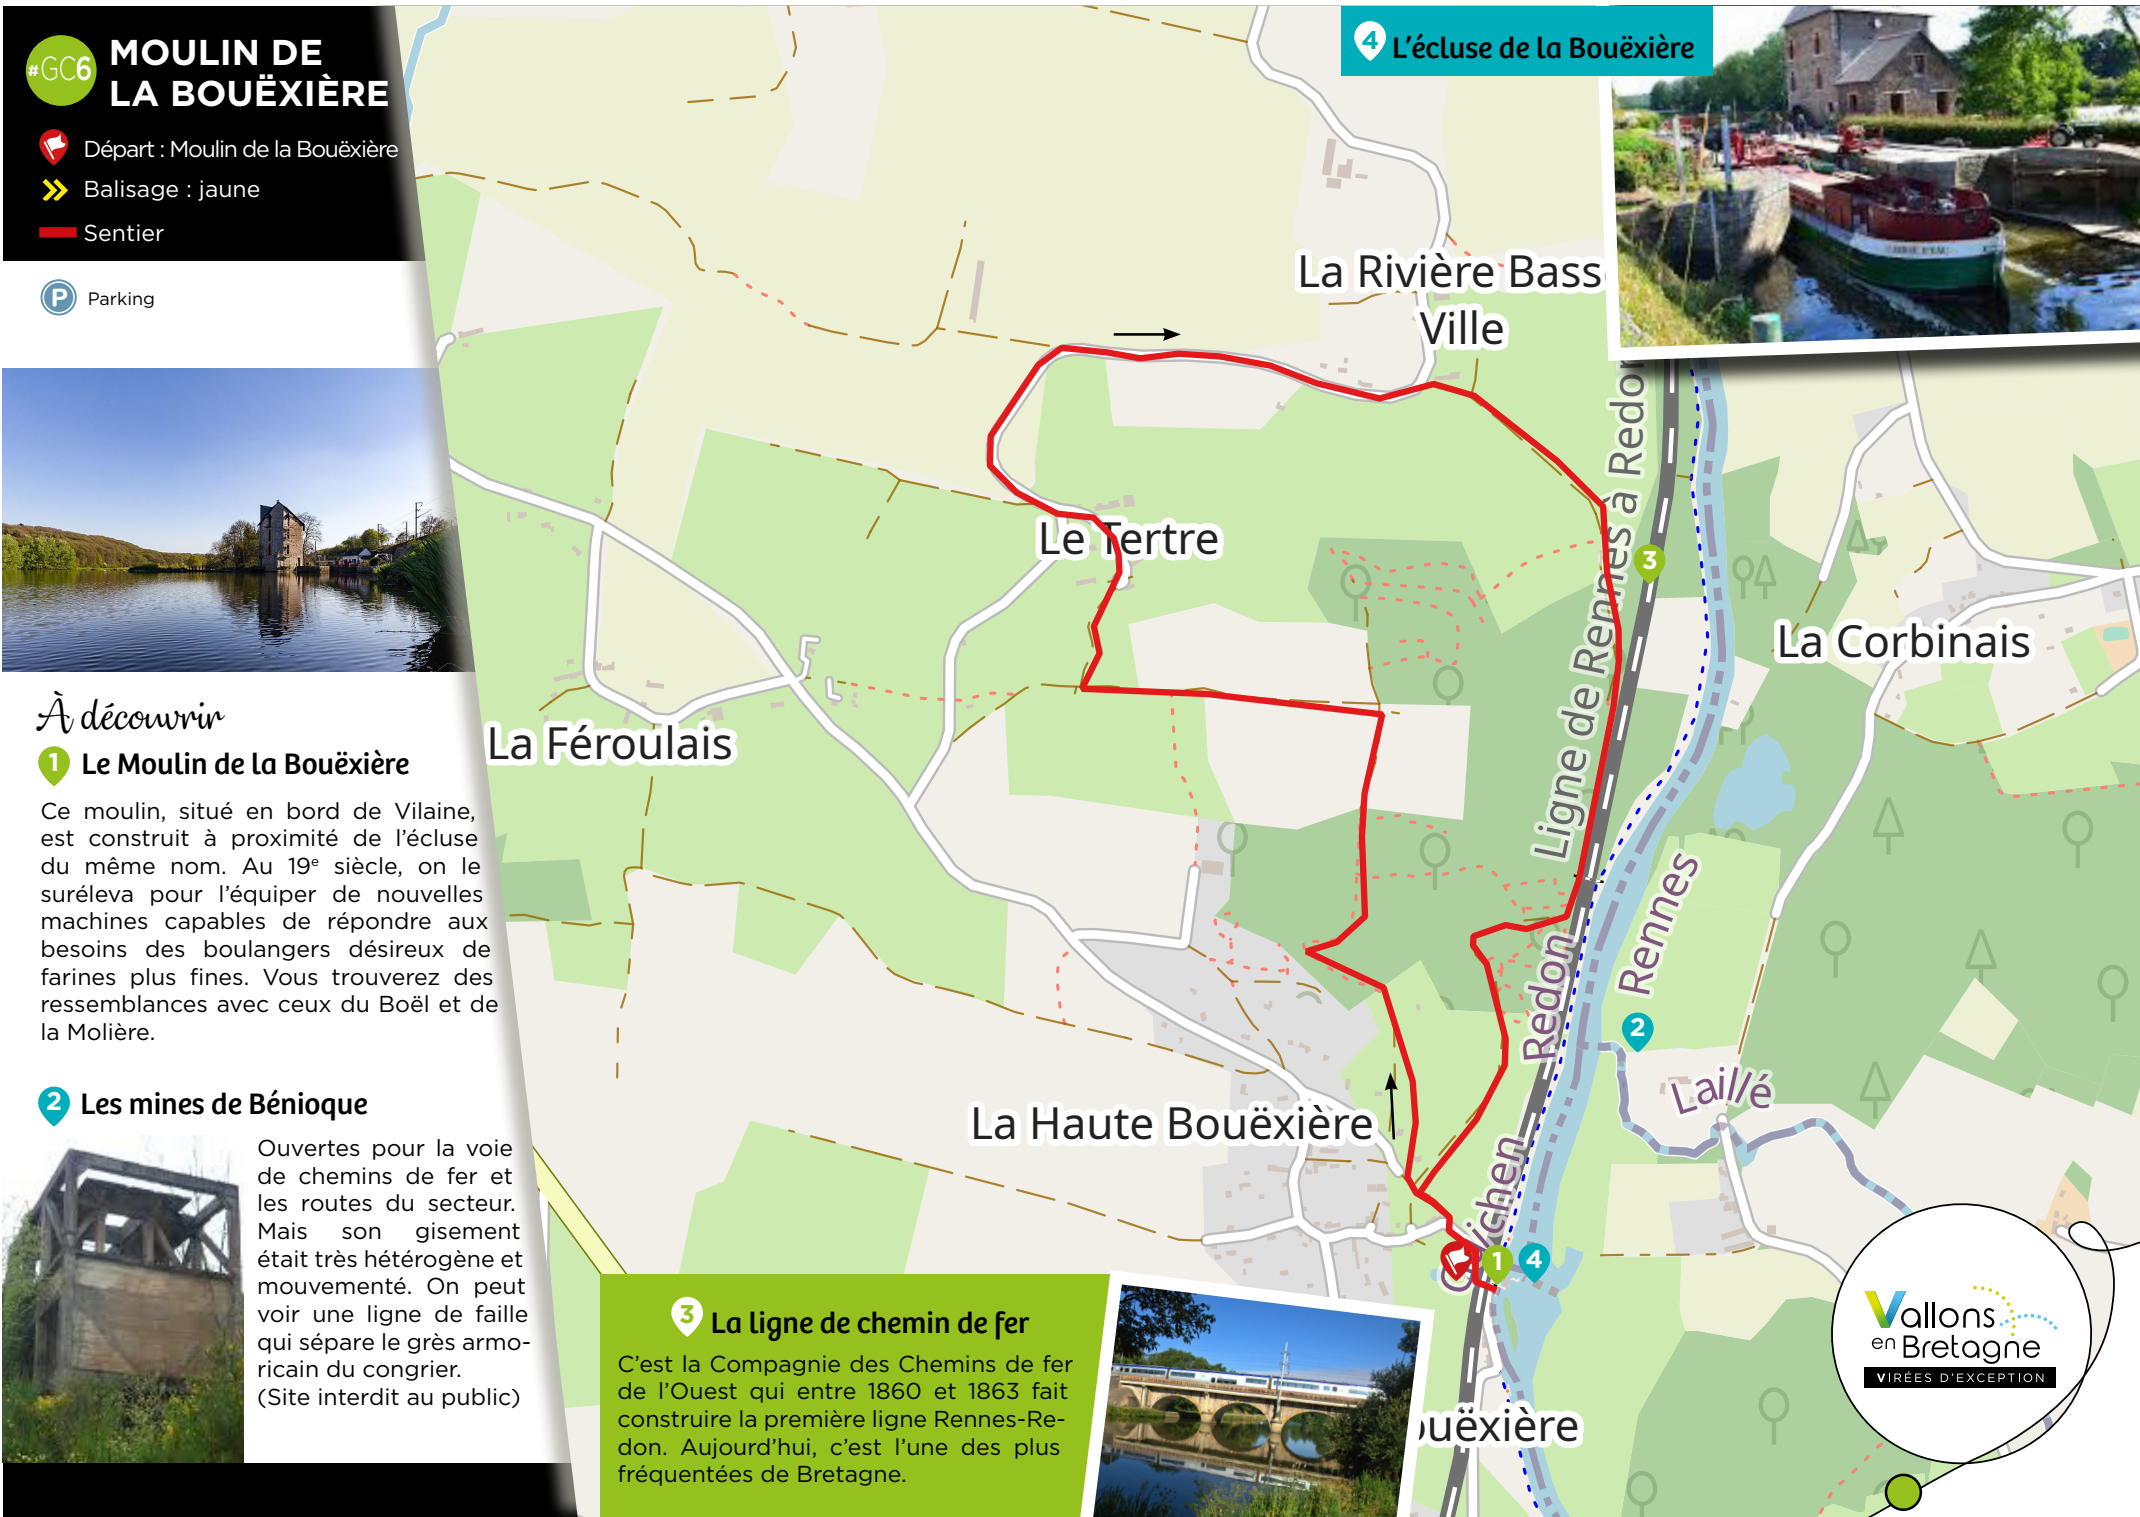 #GC6
MOULIN DE
LA BOUËXIÈRE
Départ : Moulin de la Bouëxière
Balisage : jaune
Sentier
P Parking
À découvrir
1 Le Moulin de la Bouëxière
Ce moulin, situé en bord de Vilaine,
est construit à proximité de l'écluse
du même nom. Au 19e siècle, on le
suréleva pour l'équiper de nouvelles
machines capables de répondre aux
besoins des boulangers désireux de
farines plus fines. Vous trouverez des
ressemblances avec ceux du Boël et de
la Molière.
2 Les mines de Bénioque
Ouvertes pour la voie
de chemins de fer et
les routes du secteur.
Mais son gisement
était très hétérogène et
mouvementé. On peut
voir une ligne de faille
qui sépare le grès armo-
ricain du congrier.
(Site interdit au public)
3 La ligne de chemin de fer
C'est la Compagnie des Chemins de fer
de l'Ouest qui entre 1860 et 1863 fait
construire la première ligne Rennes-Re-
don. Aujourd'hui, c'est l'une des plus
fréquentées de Bretagne.
4 L'écluse de la Bouëxière
La Rivière Bass
Ville
Le Tertre
La Féroulais
La Corbinais
La Haute Bouëxière
Ligne de Rennes à Redon
3
Redon
Rennes
2
Laillé
Guichen
1
4
ouëxière
Vallons
en Bretagne
VIRÉES D'EXCEPTION